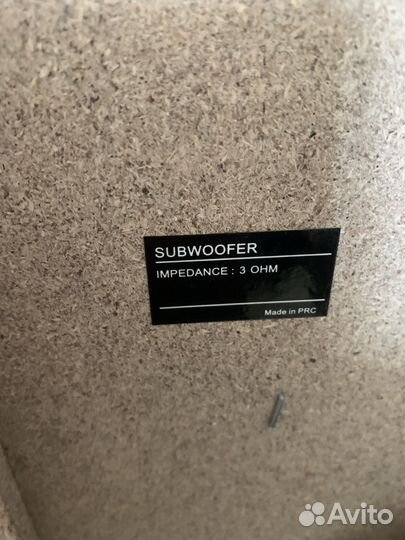 SUBWOOFER
IMPEDANCE : 3 OHM
Made in PRC
Avito